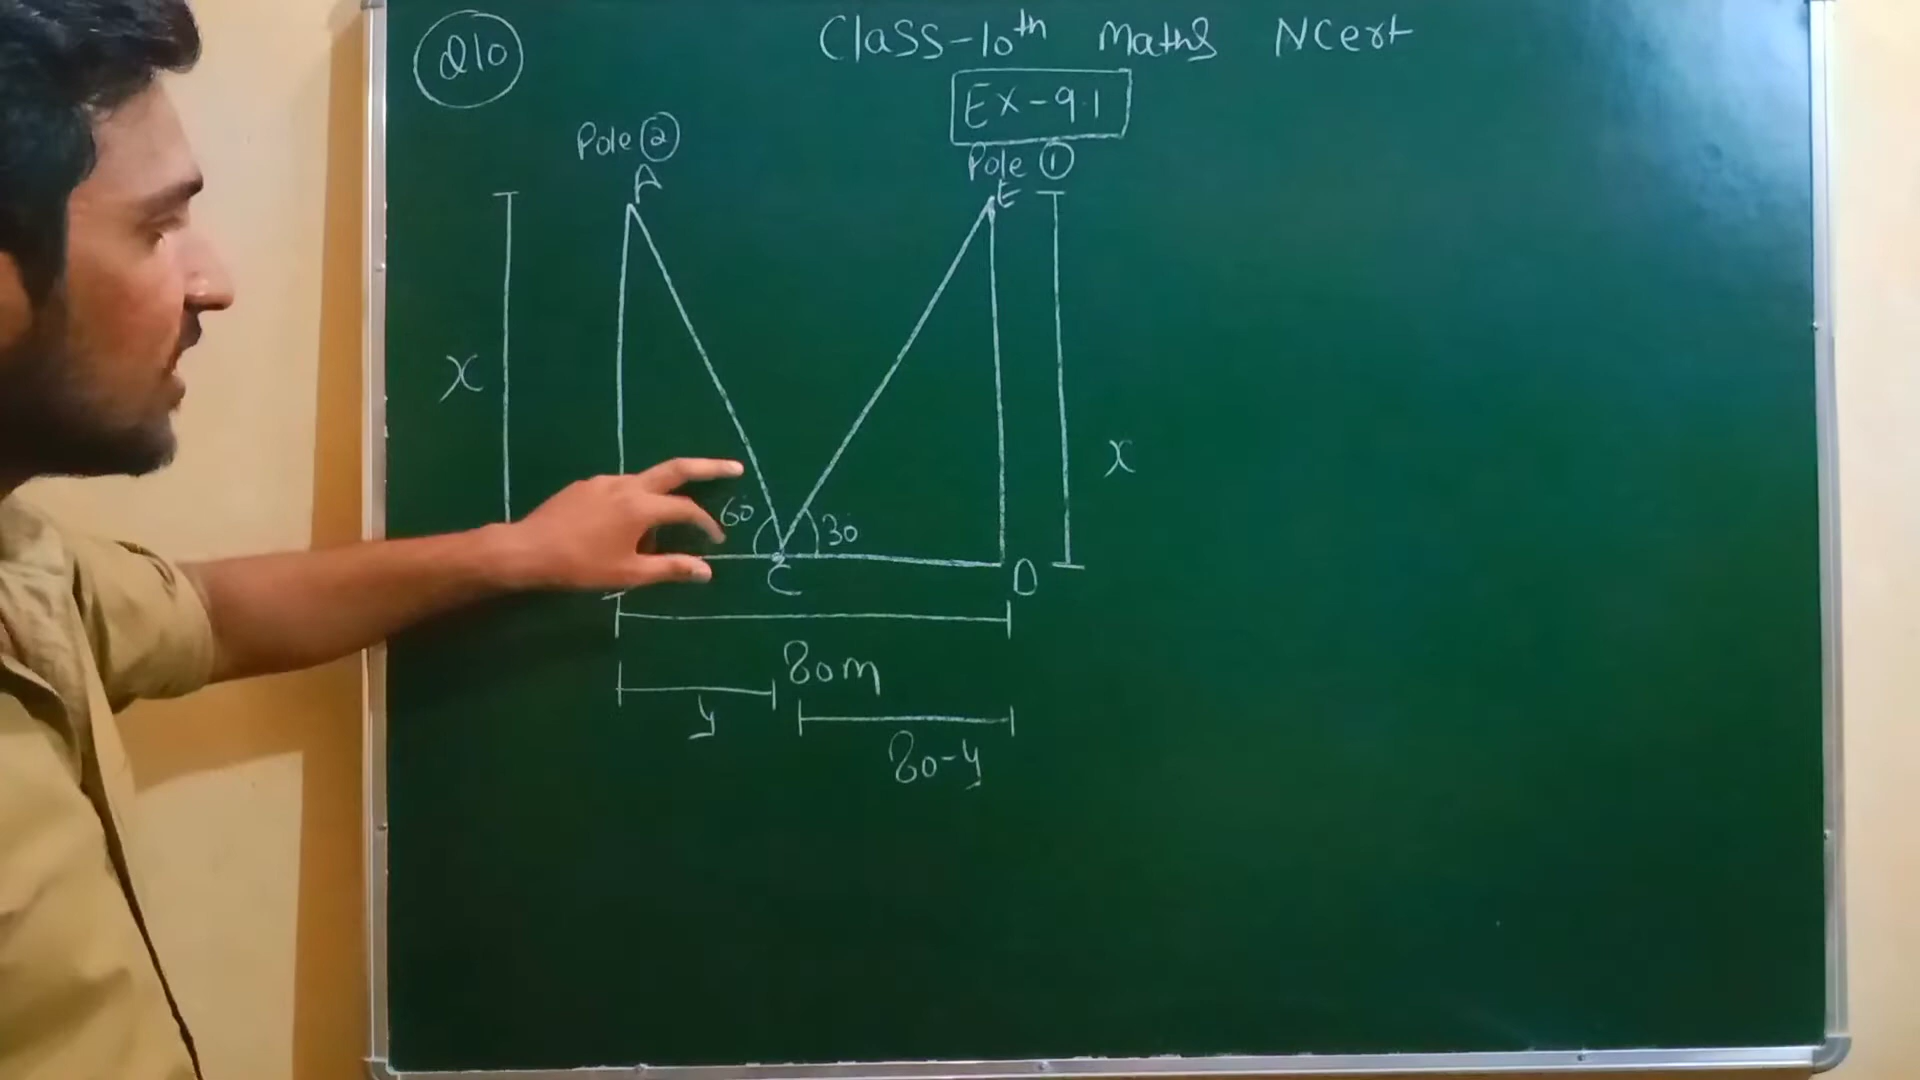 Q10
Class-10th Maths NCert
Ex-9.1
Pole 2
Pole 1
A
E
x
x
60°
30°
C
D
80m
y
80-y